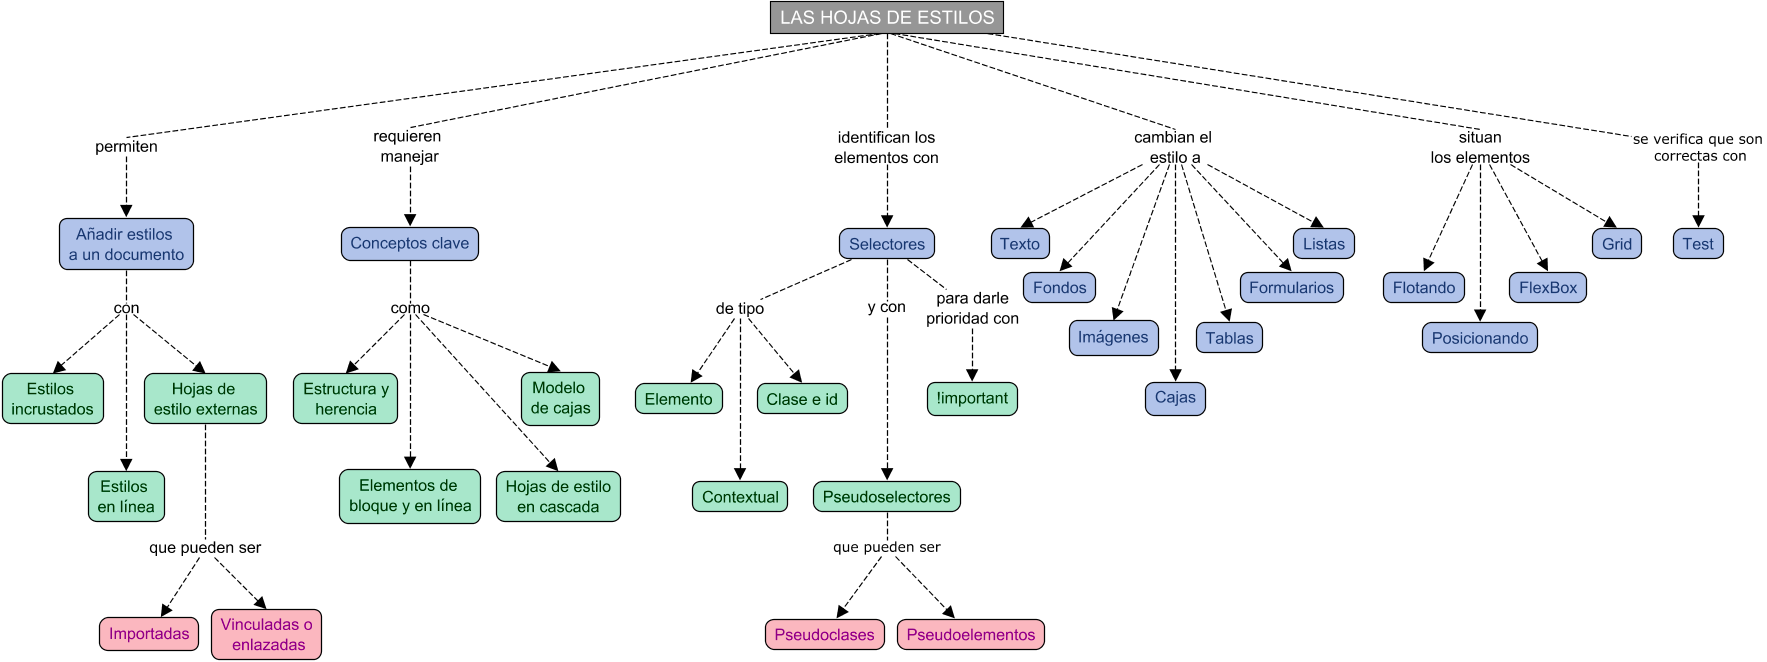 LAS HOJAS DE ESTILOS
permiten
requieren
manejar
identifican los
elementos con
cambian el
estilo a
situan
los elementos
se verifica que son
correctas con
Añadir estilos
a un documento
Conceptos clave
Selectores
Texto
Listas
Grid
Test
Fondos
Formularios
Flotando
FlexBox
Imágenes
Tablas
Posicionando
Cajas
con
como
de tipo
y con
para darle
prioridad con
Estilos
incrustados
Hojas de
estilo externas
Estructura y
herencia
Modelo
de cajas
Elemento
Clase e id
!important
Estilos
en línea
Elementos de
bloque y en línea
Hojas de estilo
en cascada
Contextual
Pseudoselectores
que pueden ser
que pueden ser
Importadas
Vinculadas o
enlazadas
Pseudoclases
Pseudoelementos